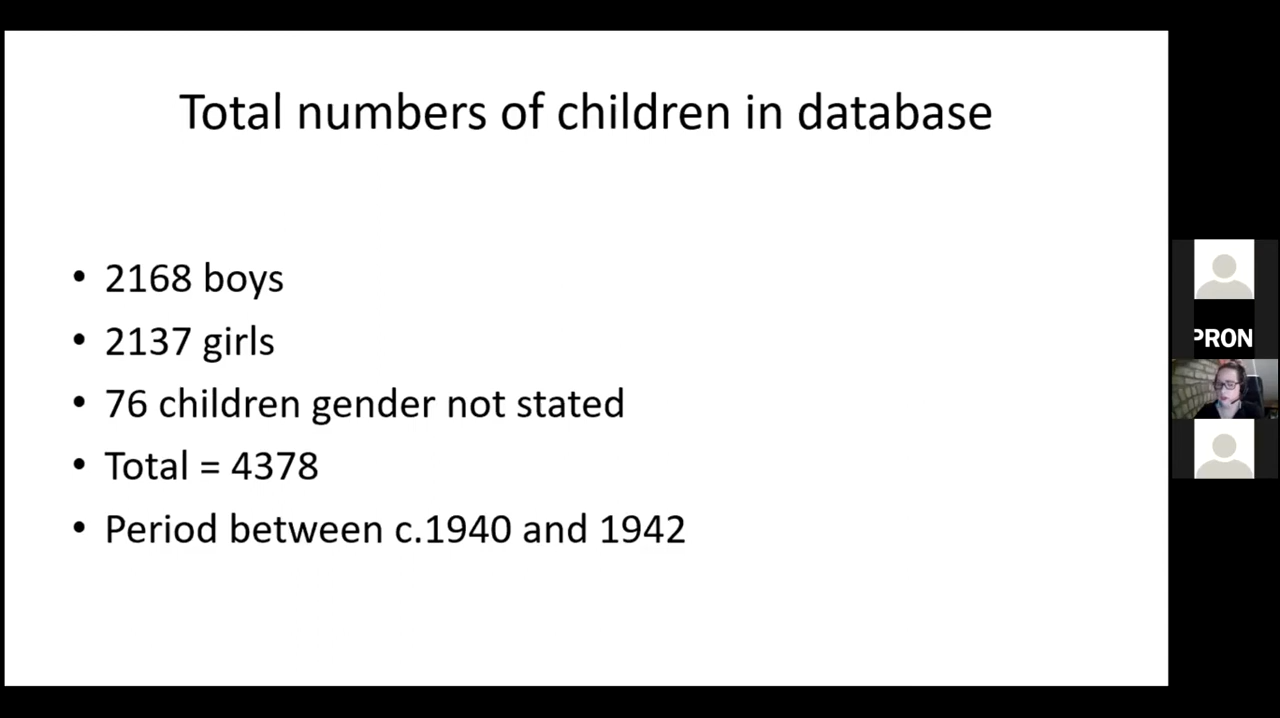 Total numbers of children in database
• 2168 boys
• 2137 girls
• 76 children gender not stated
• Total = 4378
• Period between c.1940 and 1942
PRON